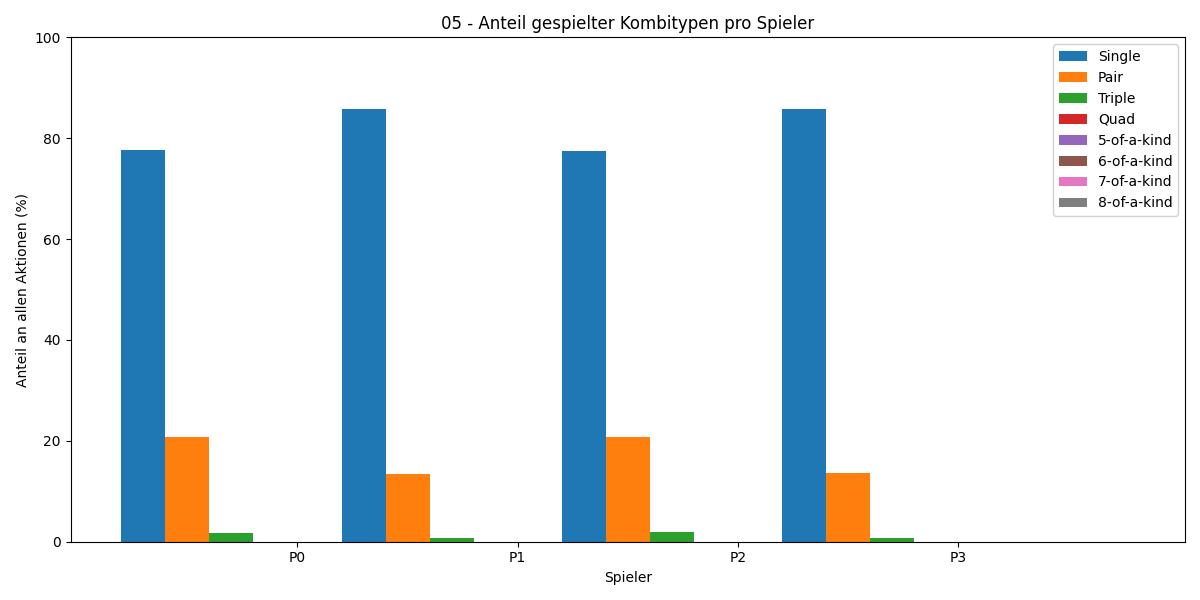 05 - Anteil gespielter Kombitypen pro Spieler
Anteil an allen Aktionen (%)
100
80
60
40
20
0
Single
Pair
Triple
Quad
5-of-a-kind
6-of-a-kind
7-of-a-kind
8-of-a-kind
P0 P1 P2 P3
Spieler